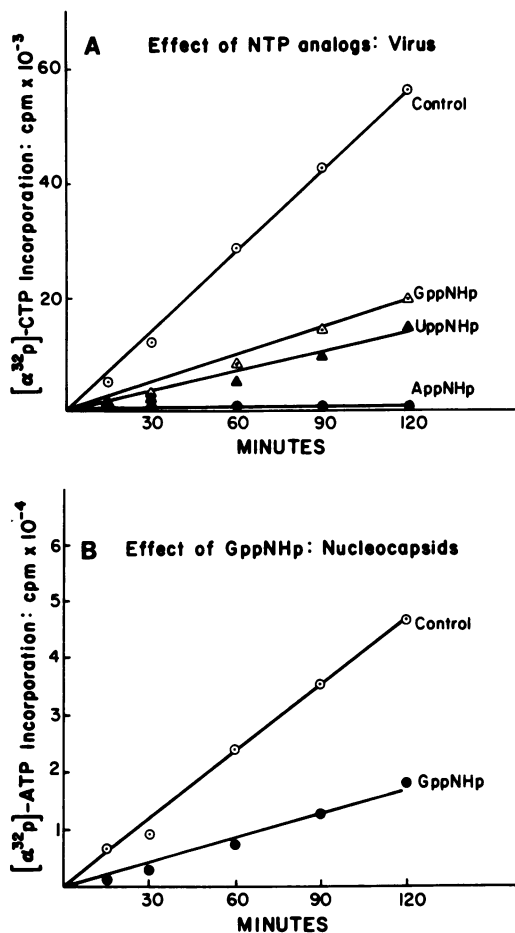 A Effect of NTP analogs: Virus
[α³²p]-CTP Incorporation: cpm x 10⁻³
60
40
20
Control
GppNHp
UppNHp
AppNHp
30 60 90 120
MINUTES
B Effect of GppNHp: Nucleocapsids
[α³²p]-ATP Incorporation: cpm x 10⁻⁴
6
5
4
3
2
1
Control
GppNHp
30 60 90 120
MINUTES